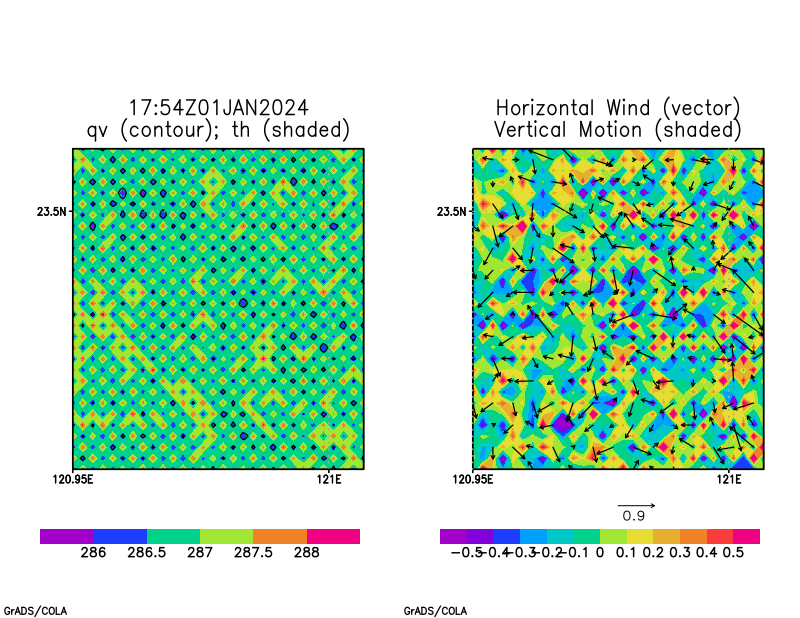 17:54Z01JAN2024
qv (contour); th (shaded)
23.5N
120.95E
121E
286 286.5 287 287.5 288
GrADS/COLA
Horizontal Wind (vector)
Vertical Motion (shaded)
23.5N
120.95E
121E
0.9
-0.5 -0.4 -0.3 -0.2 -0.1 0 0.1 0.2 0.3 0.4 0.5
GrADS/COLA